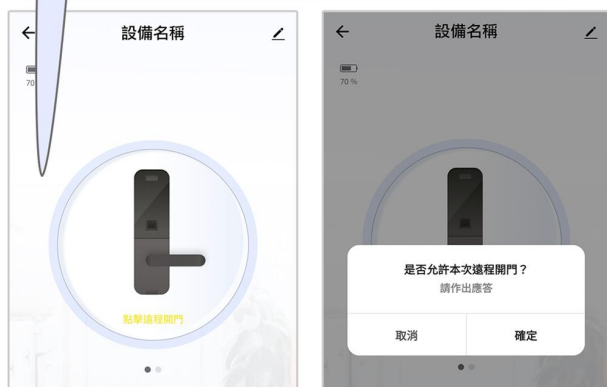 設備名稱
70
點擊遠程開門
設備名稱
70 %
是否允許本次遠程開門？
請作出應答
取消
確定